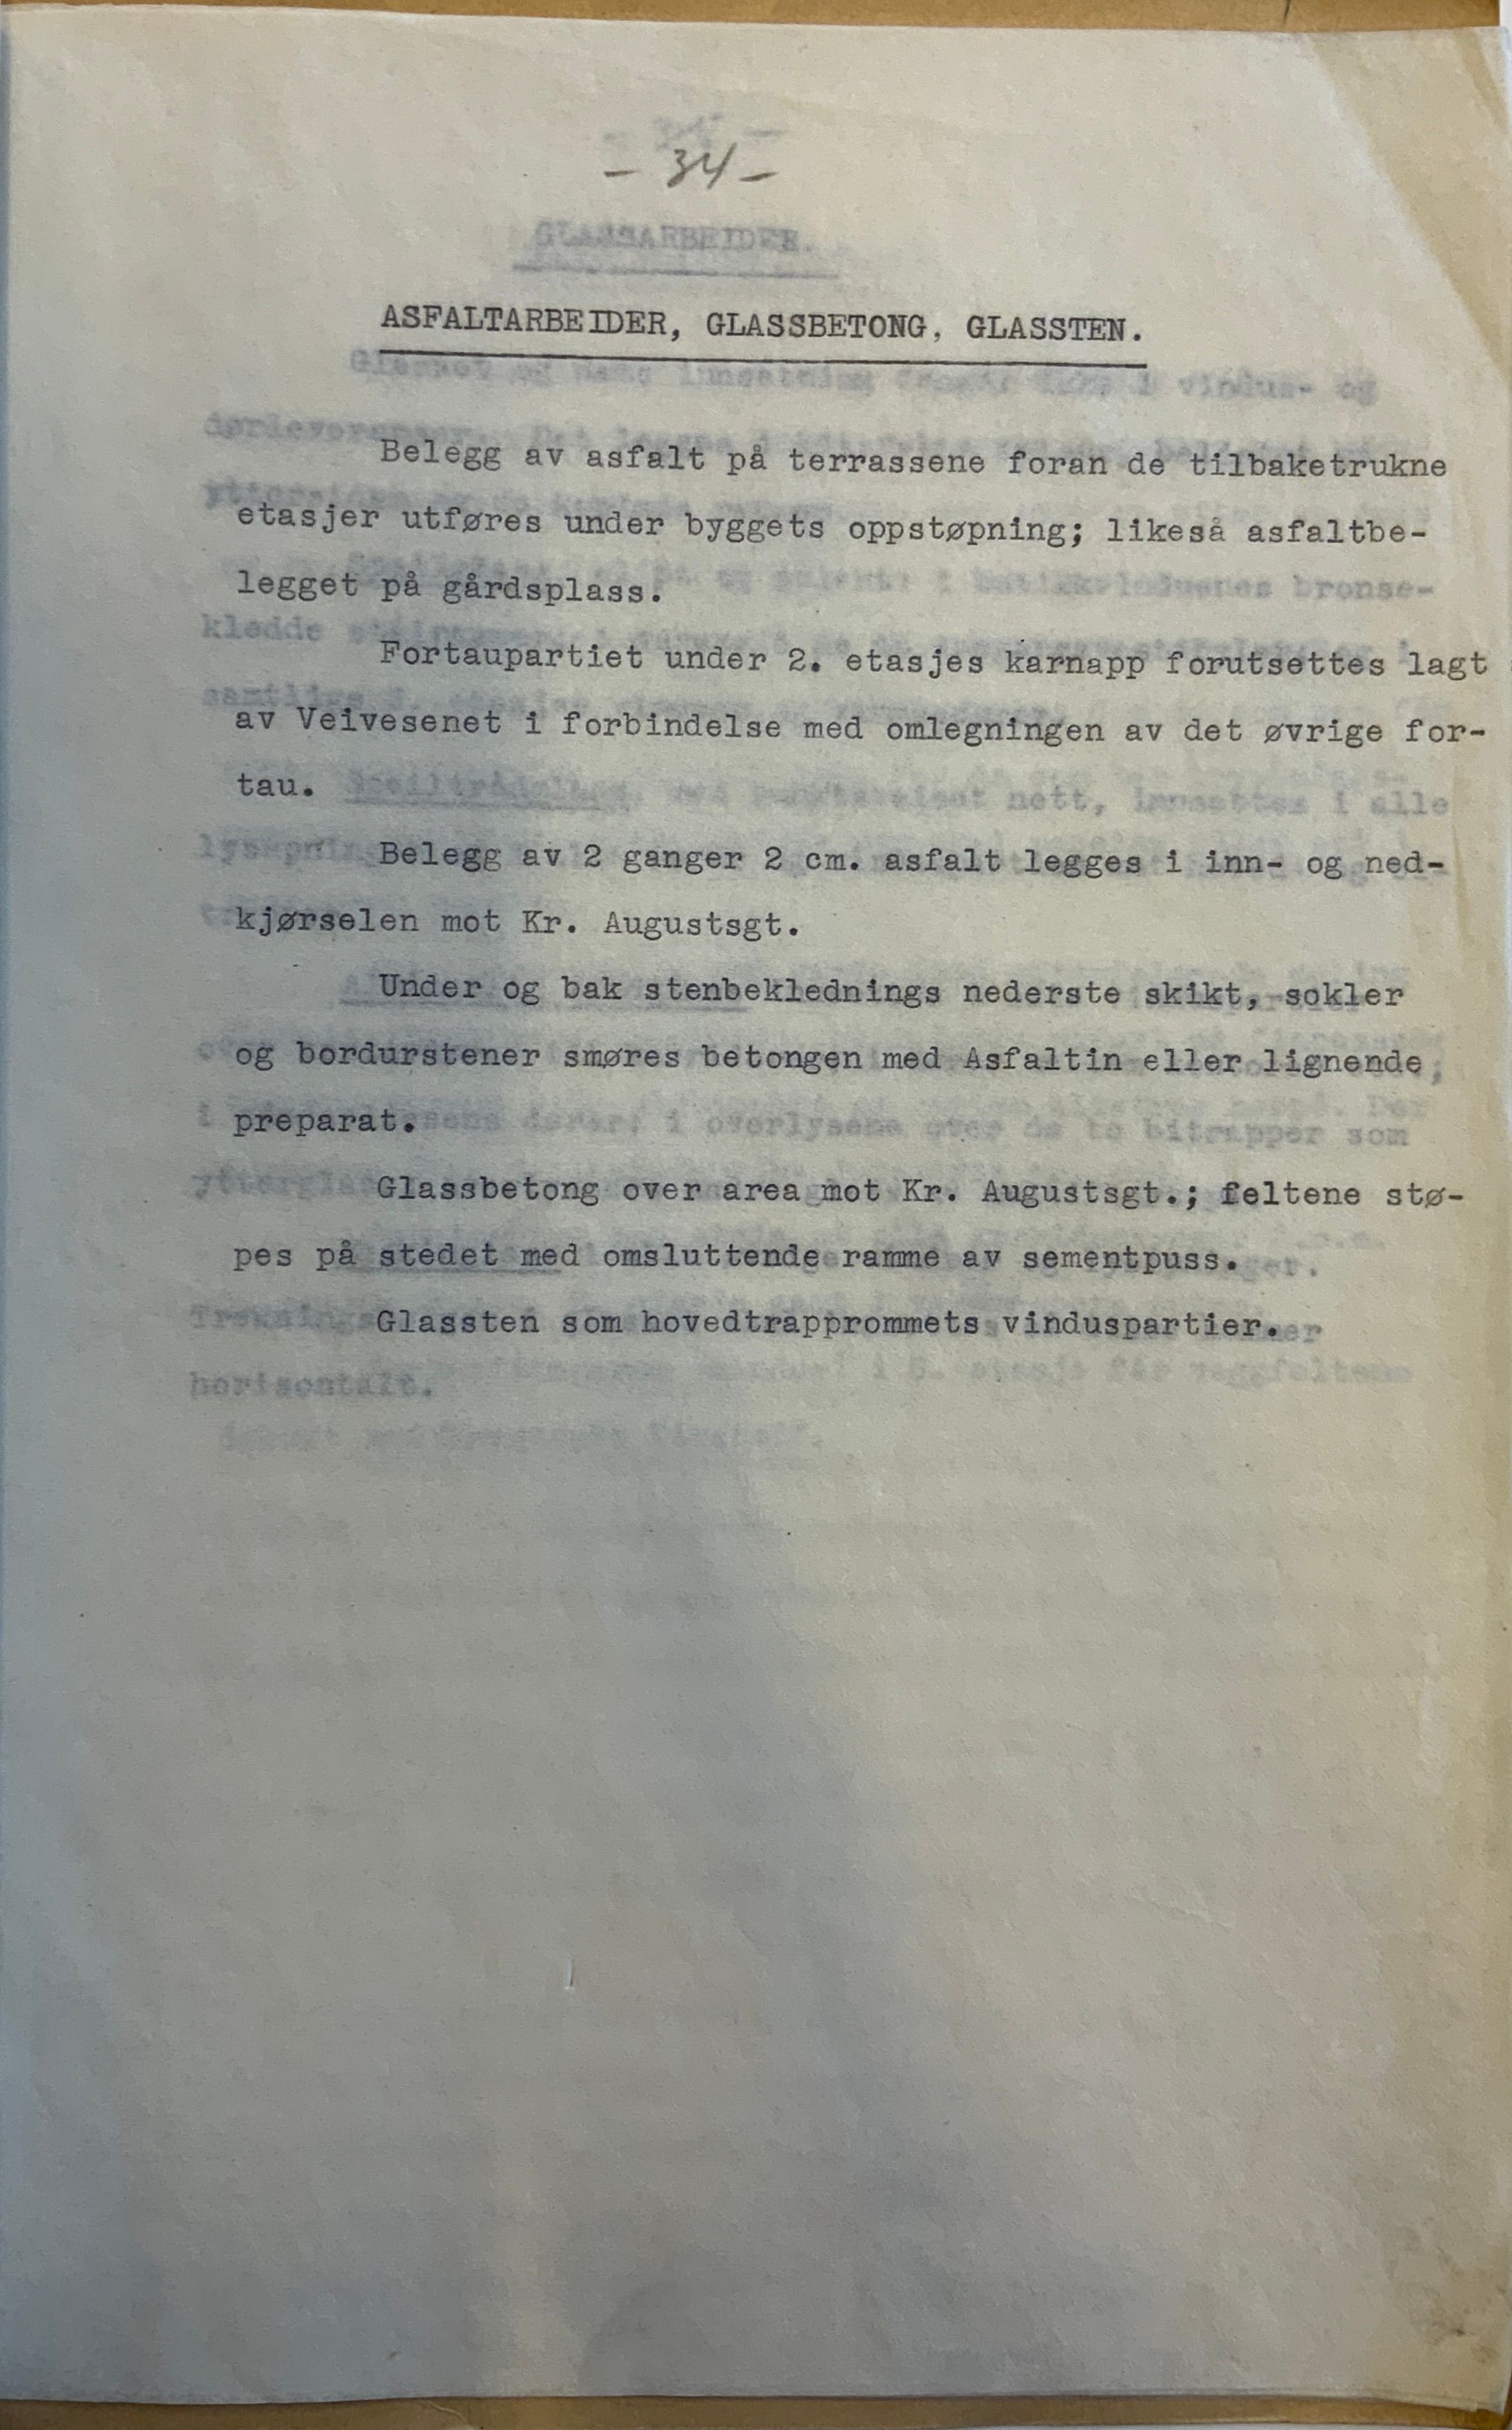 - 34 -
ASFALTARBEIDER, GLASSBETONG, GLASSTEN.
Belegg av asfalt på terrassene foran de tilbaketrukne
etasjer utføres under byggets oppstøpning; likeså asfaltbe-
legget på gårdsplass.
Fortaupartiet under 2. etasjes karnapp forutsettes lagt
av Veivesenet i forbindelse med omlegningen av det øvrige for-
tau.
Belegg av 2 ganger 2 cm. asfalt legges i inn- og ned-
kjørselen mot Kr. Augustsgt.
Under og bak stenbeklednings nederste skikt, sokler
og bordurstener smøres betongen med Asfaltin eller lignende
preparat.
Glassbetong over area mot Kr. Augustsgt.; feltene stø-
pes på stedet med omsluttende ramme av sementpuss.
Glassten som hovedtrapprommets vinduspartier.